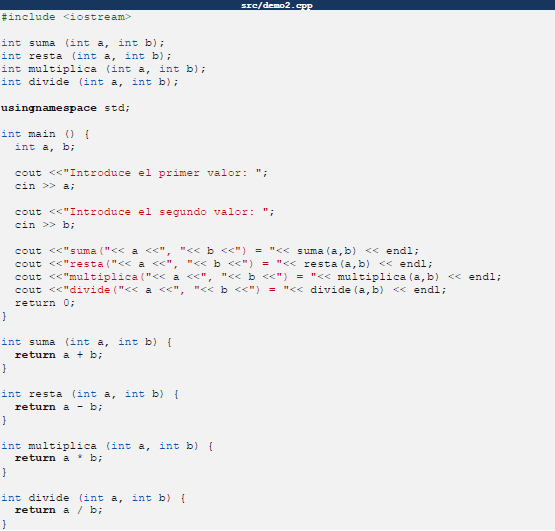 src/demo2.cpp
#include <iostream>
int suma (int a, int b);
int resta (int a, int b);
int multiplica (int a, int b);
int divide (int a, int b);
usingnamespace std;
int main () {
int a, b;
cout <<"Introduce el primer valor: ";
cin >> a;
cout <<"Introduce el segundo valor: ";
cin >> b;
cout <<"suma("<< a <<", "<< b <<") = "<< suma(a,b) << endl;
cout <<"resta("<< a <<", "<< b <<") = "<< resta(a,b) << endl;
cout <<"multiplica("<< a <<", "<< b <<") = "<< multiplica(a,b) << endl;
cout <<"divide("<< a <<", "<< b <<") = "<< divide(a,b) << endl;
return 0;
}
int suma (int a, int b) {
return a + b;
}
int resta (int a, int b) {
return a - b;
}
int multiplica (int a, int b) {
return a * b;
}
int divide (int a, int b) {
return a / b;
}